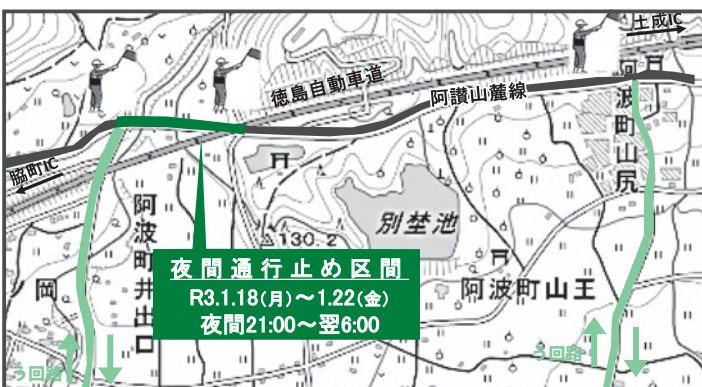 土成IC
徳島自動車道
阿讃山麓線
阿波町山尻
脇町IC
別埜池
130.2
阿波町井出口
岡
夜間通行止め区間
R3.1.18(月)~1.22(金)
夜間21:00~翌6:00
阿波町山王
う回路
う回路